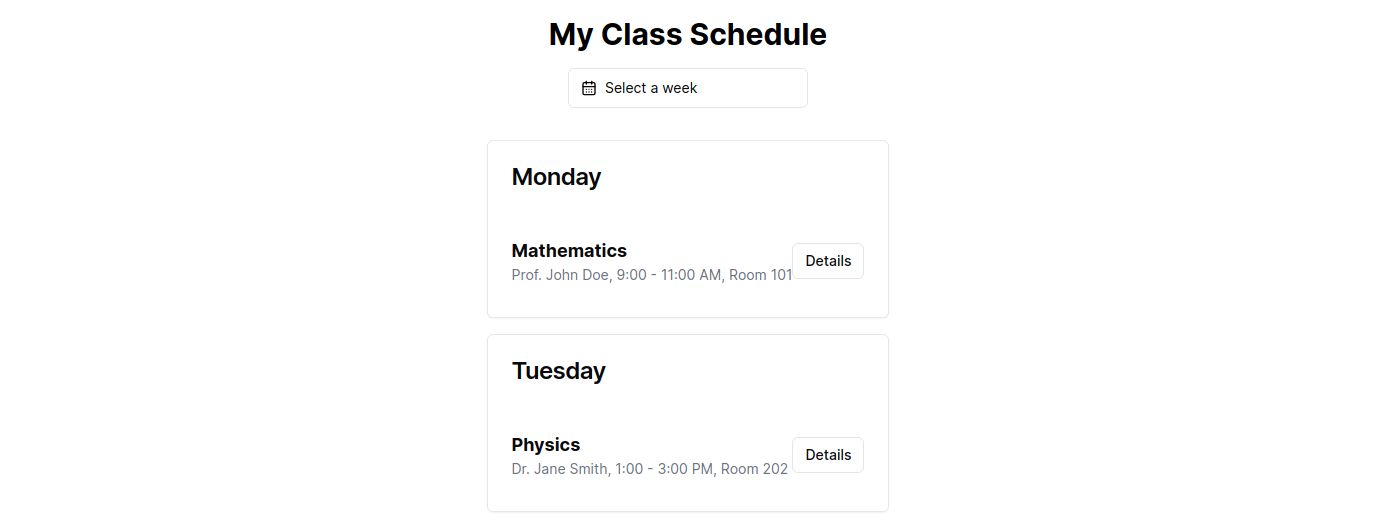 My Class Schedule
Select a week
Monday
Mathematics
Prof. John Doe, 9:00 - 11:00 AM, Room 101
Details
Tuesday
Physics
Dr. Jane Smith, 1:00 - 3:00 PM, Room 202
Details